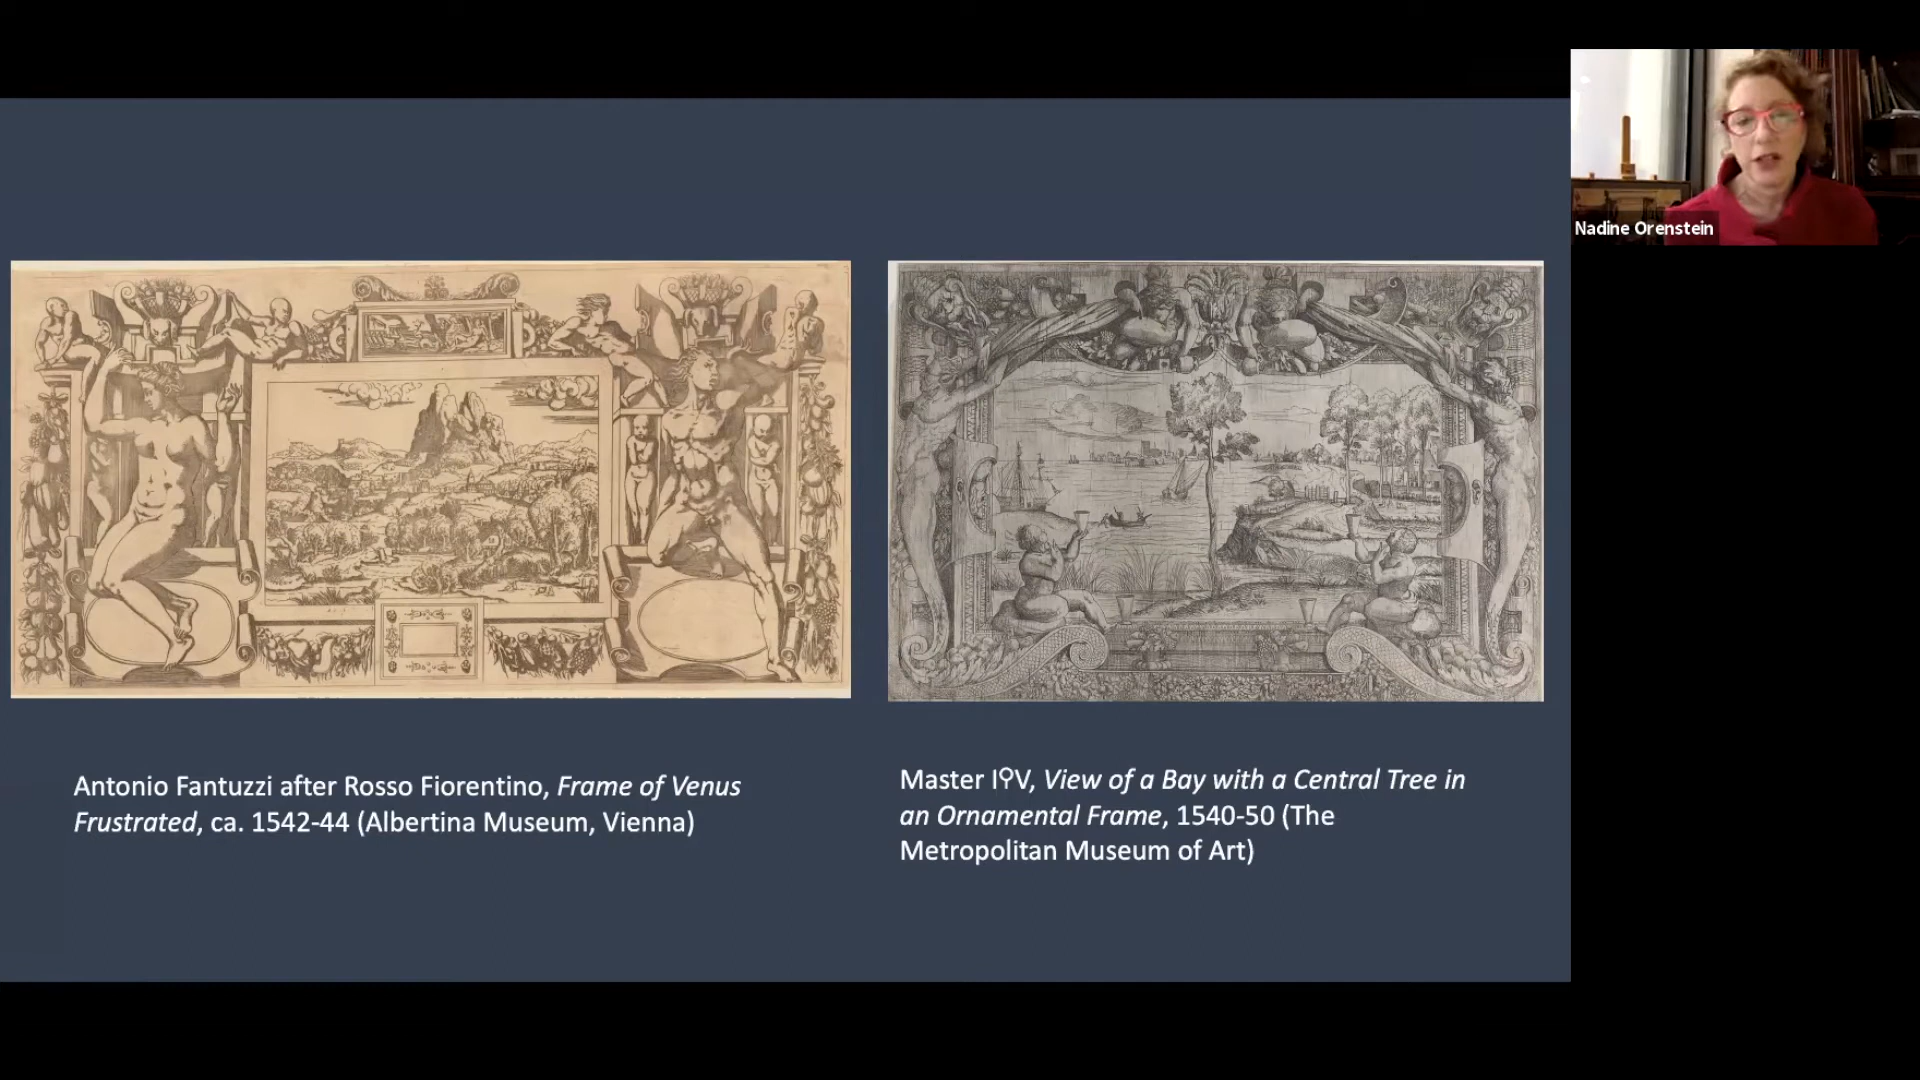 Nadine Orenstein
Antonio Fantuzzi after Rosso Fiorentino, Frame of Venus
Frustrated, ca. 1542-44 (Albertina Museum, Vienna)
Master I♀V, View of a Bay with a Central Tree in
an Ornamental Frame, 1540-50 (The
Metropolitan Museum of Art)